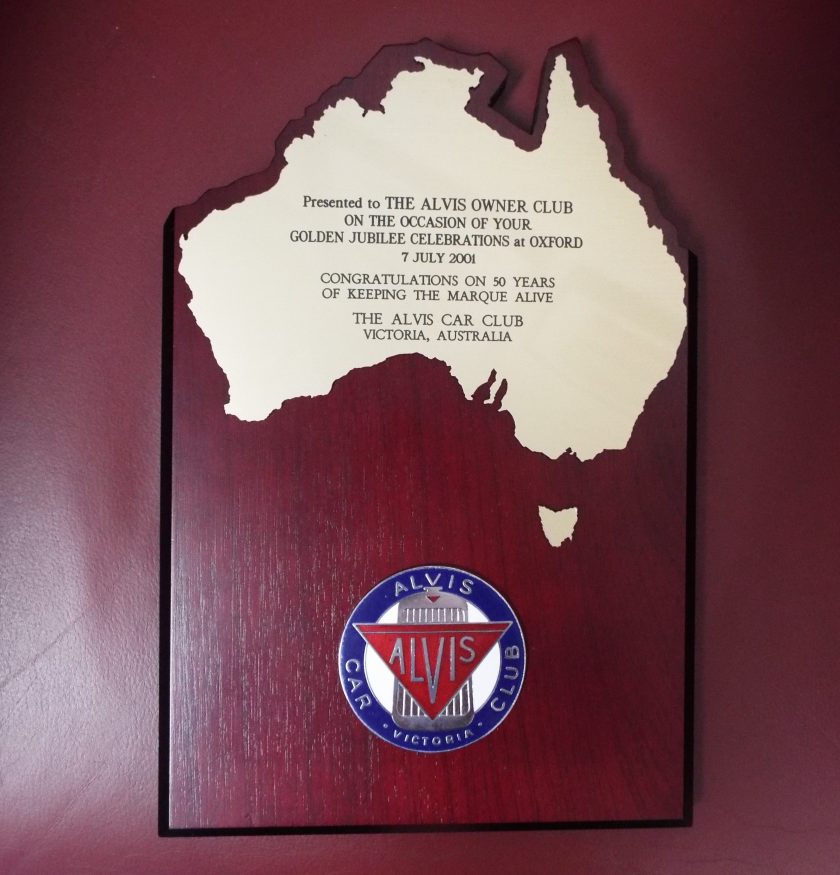 Presented to THE ALVIS OWNER CLUB
ON THE OCCASION OF YOUR
GOLDEN JUBILEE CELEBRATIONS at OXFORD
7 JULY 2001
CONGRATULATIONS ON 50 YEARS
OF KEEPING THE MARQUE ALIVE
THE ALVIS CAR CLUB
VICTORIA, AUSTRALIA
ALVIS
ALVIS
CAR CLUB
· VICTORIA ·